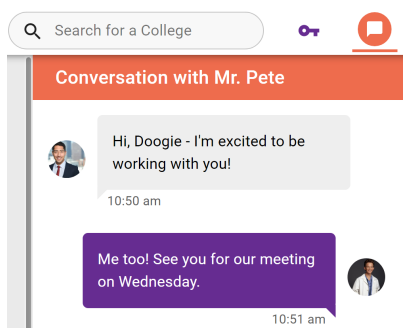 Search for a College
Conversation with Mr. Pete
Hi, Doogie - I'm excited to be
working with you!
10:50 am
Me too! See you for our meeting
on Wednesday.
10:51 am